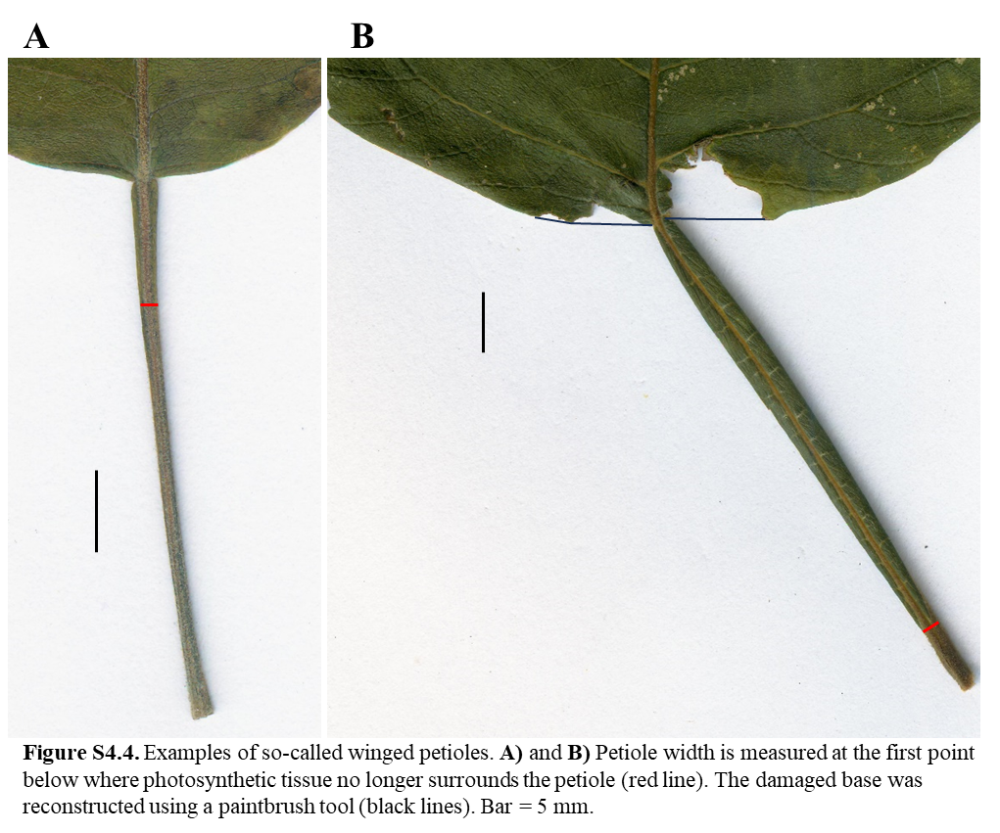 A B
Figure S4.4. Examples of so-called winged petioles. A) and B) Petiole width is measured at the first point
below where photosynthetic tissue no longer surrounds the petiole (red line). The damaged base was
reconstructed using a paintbrush tool (black lines). Bar = 5 mm.